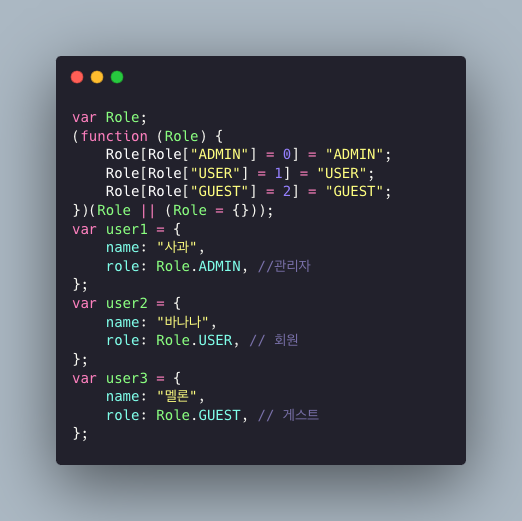 var Role;
(function (Role) {
    Role[Role["ADMIN"] = 0] = "ADMIN";
    Role[Role["USER"] = 1] = "USER";
    Role[Role["GUEST"] = 2] = "GUEST";
})(Role || (Role = {}));
var user1 = {
    name: "사과",
    role: Role.ADMIN, //관리자
};
var user2 = {
    name: "바나나",
    role: Role.USER, // 회원
};
var user3 = {
    name: "멜론",
    role: Role.GUEST, // 게스트
};